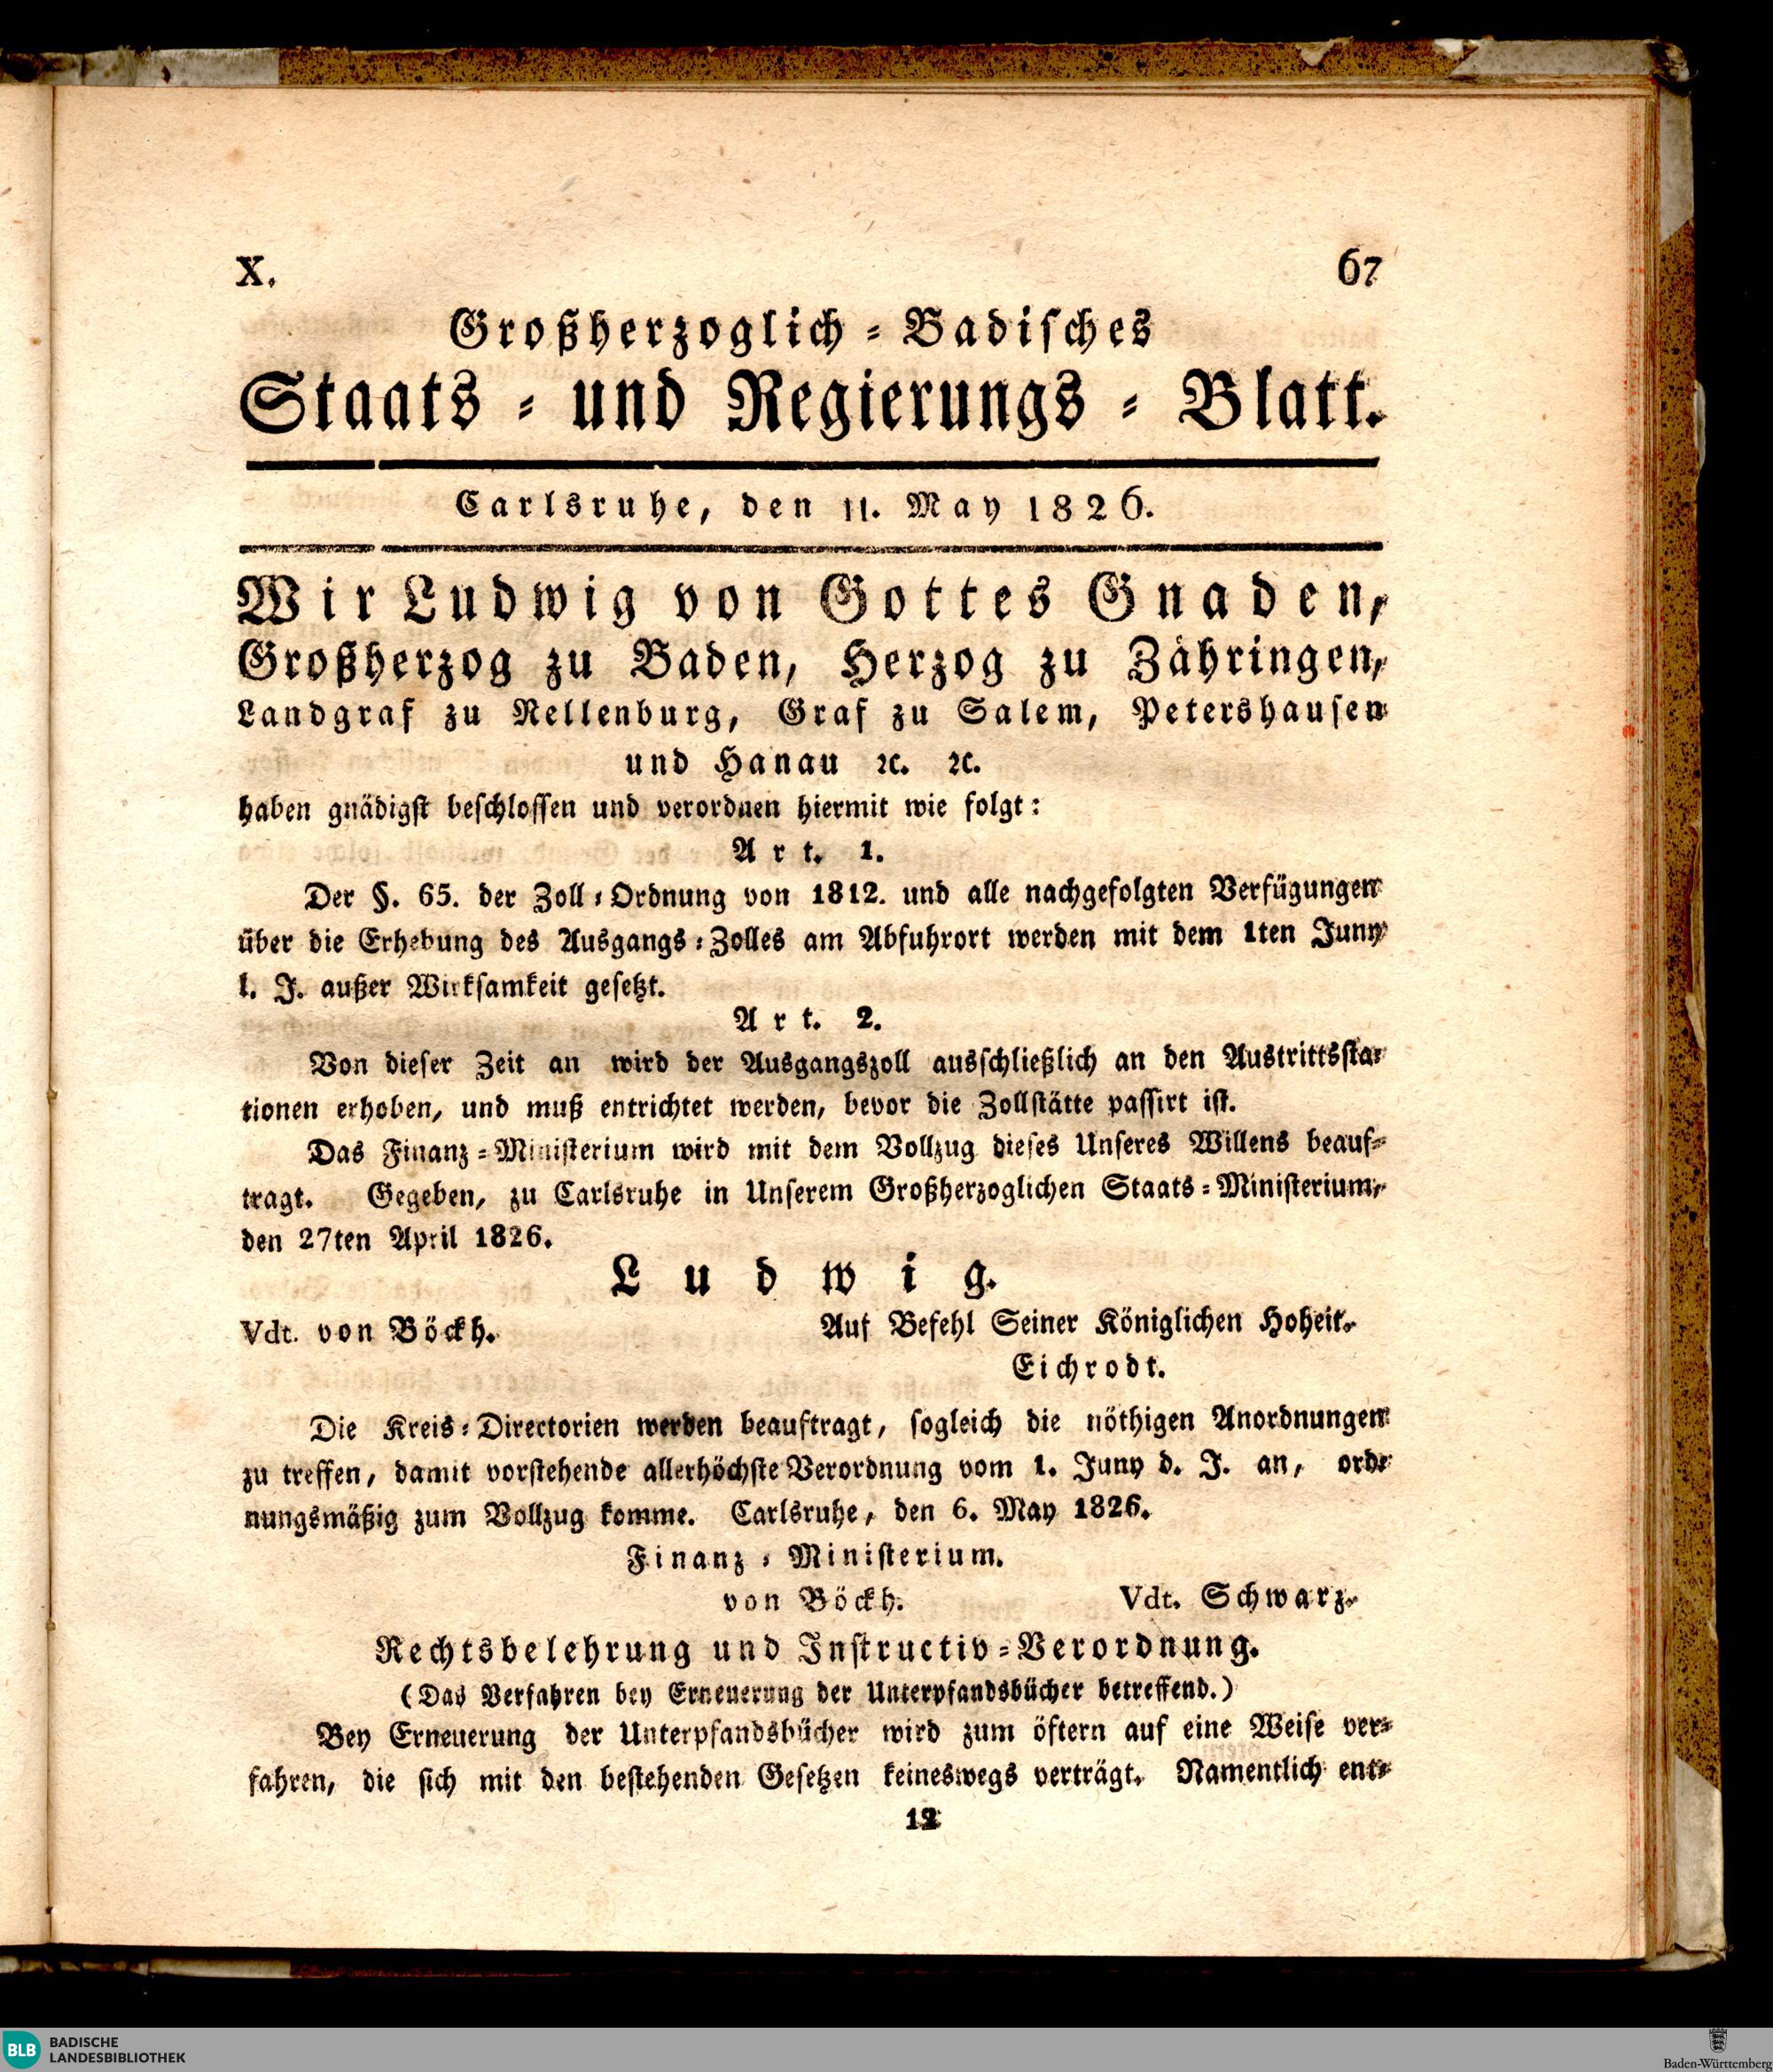 X.
67
Großherzoglich = Badisches
Staats = und Regierungs = Blatt.
Carlsruhe, den 11. May 1826.
Wir Ludwig von Gottes Gnaden,
Großherzog zu Baden, Herzog zu Zähringen,
Landgraf zu Nellenburg, Graf zu Salem, Petershausen
und Hanau ꝛc. ꝛc.
haben gnädigst beschlossen und verordnen hiermit wie folgt:
Art. 1.
Der §. 65. der Zoll=Ordnung von 1812. und alle nachgefolgten Verfügungen
über die Erhebung des Ausgangs=Zolles am Abfuhrort werden mit dem 1ten Juny
l. J. außer Wirksamkeit gesetzt.
Art. 2.
Von dieser Zeit an wird der Ausgangszoll ausschließlich an den Austrittssta=
tionen erhoben, und muß entrichtet werden, bevor die Zollstätte passirt ist.
Das Finanz=Ministerium wird mit dem Vollzug dieses Unseres Willens beauf=
tragt. Gegeben, zu Carlsruhe in Unserem Großherzoglichen Staats=Ministerium,
den 27ten April 1826.
Ludwig.
Vdt. von Böckh.
Auf Befehl Seiner Königlichen Hoheit.
Eichrodt.
Die Kreis=Directorien werden beauftragt, sogleich die nöthigen Anordnungen
zu treffen, damit vorstehende allerhöchste Verordnung vom 1. Juny d. J. an, ord=
nungsmäßig zum Vollzug komme. Carlsruhe, den 6. May 1826.
Finanz=Ministerium.
von Böckh.
Vdt. Schwarz.
Rechtsbelehrung und Instructiv=Verordnung.
(Das Verfahren bey Erneuerung der Unterpfandsbücher betreffend.)
Bey Erneuerung der Unterpfandsbücher wird zum öftern auf eine Weise ver=
fahren, die sich mit den bestehenden Gesetzen keineswegs verträgt. Namentlich ent=
12
BLB
BADISCHE
LANDESBIBLIOTHEK
Baden-Württemberg